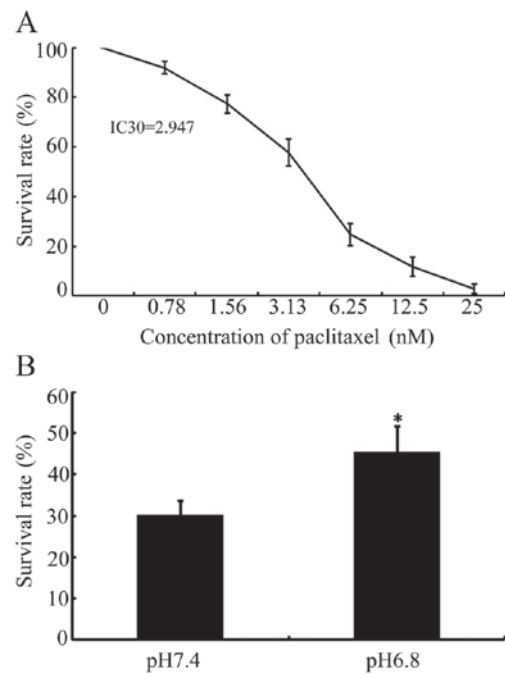 A
100
80
60
40
20
0
Survival rate (%)
IC30=2.947
0 0.78 1.56 3.13 6.25 12.5 25
Concentration of paclitaxel (nM)
B
60
50
40
30
20
10
0
Survival rate (%)
*
pH7.4 pH6.8